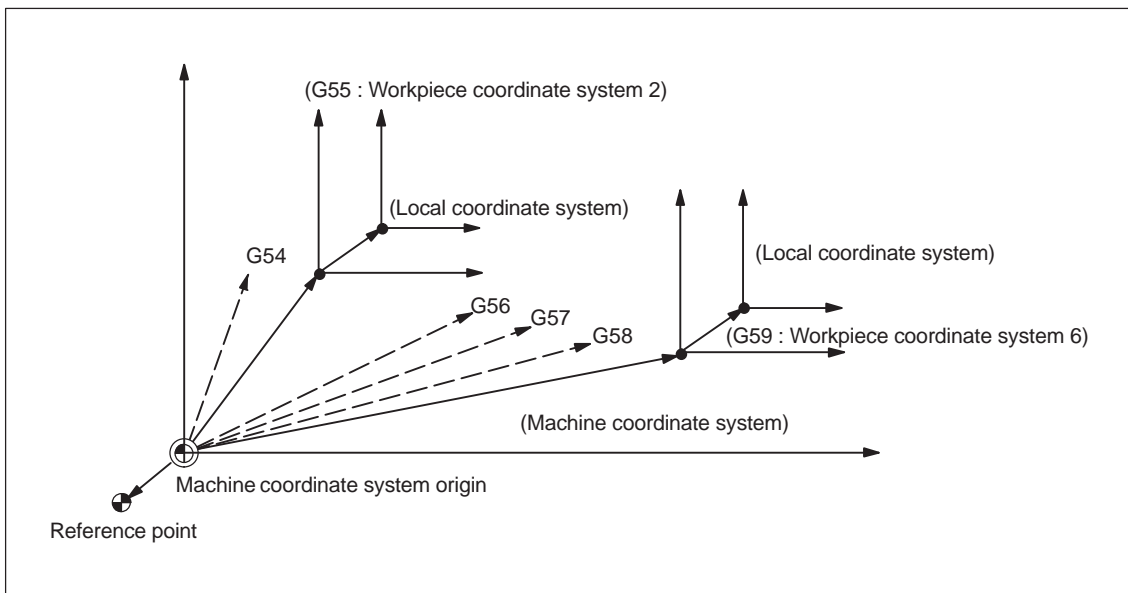 (G55 : Workpiece coordinate system 2)
(Local coordinate system)
G54
(Local coordinate system)
G56
G57
G58
(G59 : Workpiece coordinate system 6)
(Machine coordinate system)
Machine coordinate system origin
Reference point